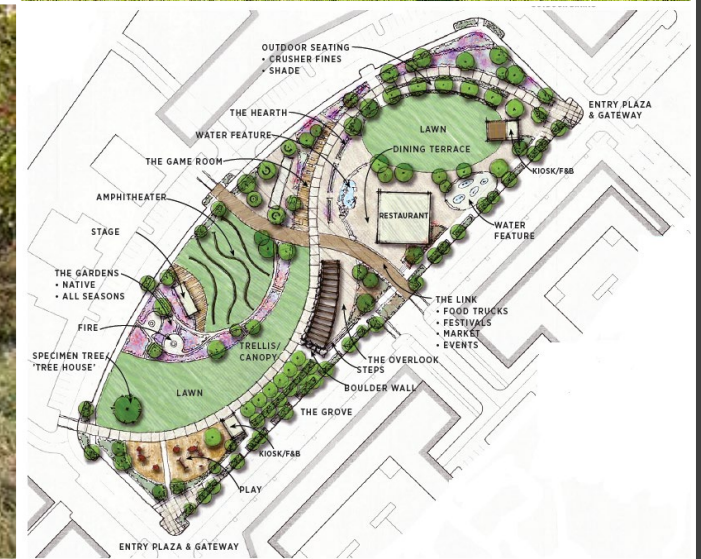 OUTDOOR SEATING
• CRUSHER FINES
• SHADE
THE HEARTH
WATER FEATURE
THE GAME ROOM
AMPHITHEATER
STAGE
THE GARDENS
• NATIVE
• ALL SEASONS
FIRE
SPECIMEN TREE/
'TREE HOUSE'
LAWN
DINING TERRACE
ENTRY PLAZA
& GATEWAY
KIOSK/F&B
RESTAURANT
WATER
FEATURE
THE LINK
• FOOD TRUCKS
• FESTIVALS
• MARKET
• EVENTS
TRELLIS/
CANOPY
THE OVERLOOK
STEPS
BOULDER WALL
LAWN
THE GROVE
KIOSK/F&B
PLAY
ENTRY PLAZA & GATEWAY